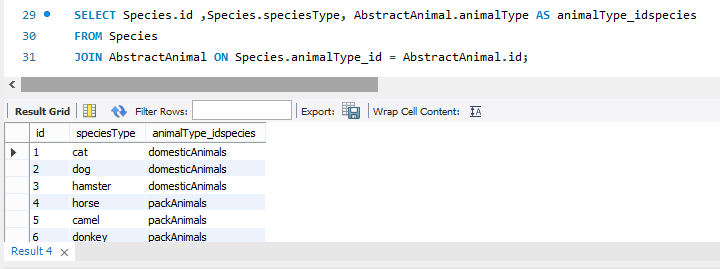 29 SELECT Species.id ,Species.speciesType, AbstractAnimal.animalType AS animalType_idspecies
30 FROM Species
31 JOIN AbstractAnimal ON Species.animalType_id = AbstractAnimal.id;
Result Grid Filter Rows: Export: Wrap Cell Content:
id speciesType animalType_idspecies
1 cat domesticAnimals
2 dog domesticAnimals
3 hamster domesticAnimals
4 horse packAnimals
5 camel packAnimals
6 donkey packAnimals
Result 4